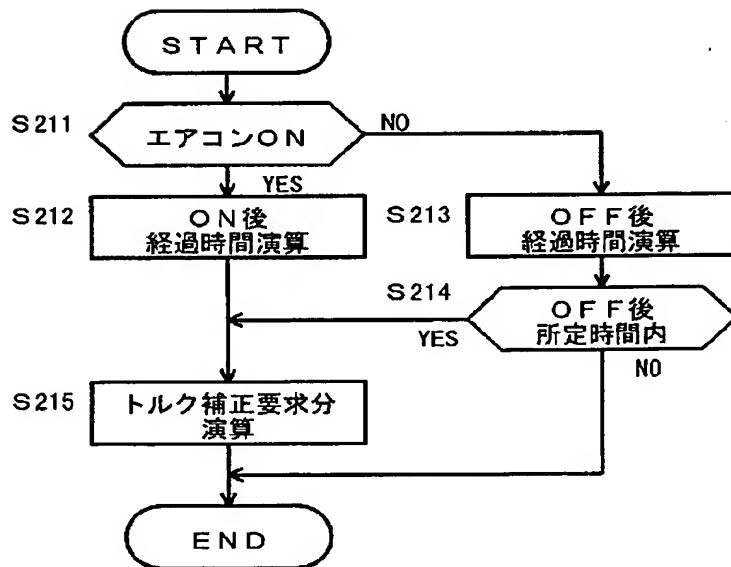 START
S211
エアコンON
NO
YES
S212
ON後
経過時間演算
S213
OFF後
経過時間演算
S214
OFF後
所定時間内
YES
NO
S215
トルク補正要求分
演算
END